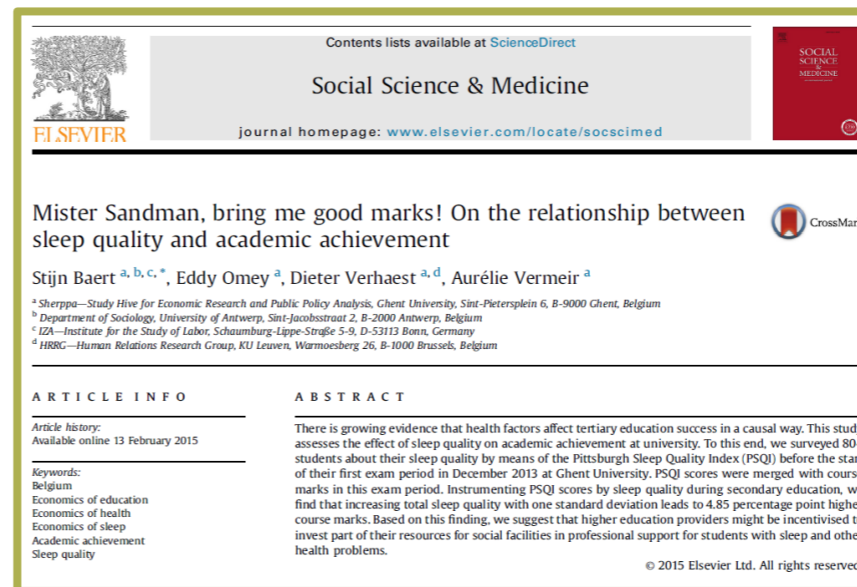 Contents lists available at ScienceDirect
Social Science & Medicine
journal homepage: www.elsevier.com/locate/socscimed
ELSEVIER
SOCIAL
SCIENCE
&
MEDICINE
Mister Sandman, bring me good marks! On the relationship between
sleep quality and academic achievement
CrossMar
Stijn Baert a, b, c, *, Eddy Omey a, Dieter Verhaest a, d, Aurélie Vermeir a
a Sherppa—Study Hive for Economic Research and Public Policy Analysis, Ghent University, Sint-Pietersplein 6, B-9000 Ghent, Belgium
b Department of Sociology, University of Antwerp, Sint-Jacobsstraat 2, B-2000 Antwerp, Belgium
c IZA—Institute for the Study of Labor, Schaumburg-Lippe-Straße 5-9, D-53113 Bonn, Germany
d HRRG—Human Relations Research Group, KU Leuven, Warmoesberg 26, B-1000 Brussels, Belgium
ARTICLE INFO
Article history:
Available online 13 February 2015
Keywords:
Belgium
Economics of education
Economics of health
Economics of sleep
Academic achievement
Sleep quality
ABSTRACT
There is growing evidence that health factors affect tertiary education success in a causal way. This study
assesses the effect of sleep quality on academic achievement at university. To this end, we surveyed 80
students about their sleep quality by means of the Pittsburgh Sleep Quality Index (PSQI) before the star
of their first exam period in December 2013 at Ghent University. PSQI scores were merged with course
marks in this exam period. Instrumenting PSQI scores by sleep quality during secondary education, w
find that increasing total sleep quality with one standard deviation leads to 4.85 percentage point highe
course marks. Based on this finding, we suggest that higher education providers might be incentivised t
invest part of their resources for social facilities in professional support for students with sleep and othe
health problems.
© 2015 Elsevier Ltd. All rights reserved